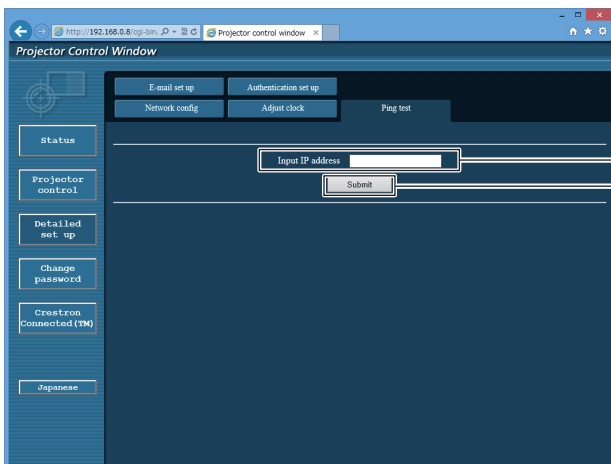 http://192.168.0.8/cgi-bin,
Projector control window
Projector Control Window
E-mail set up
Authentication set up
Network config
Adjust clock
Ping test
Status
Input IP address
Submit
Projector
control
Detailed
set up
Change
password
Crestron
Connected(TM)
Japanese